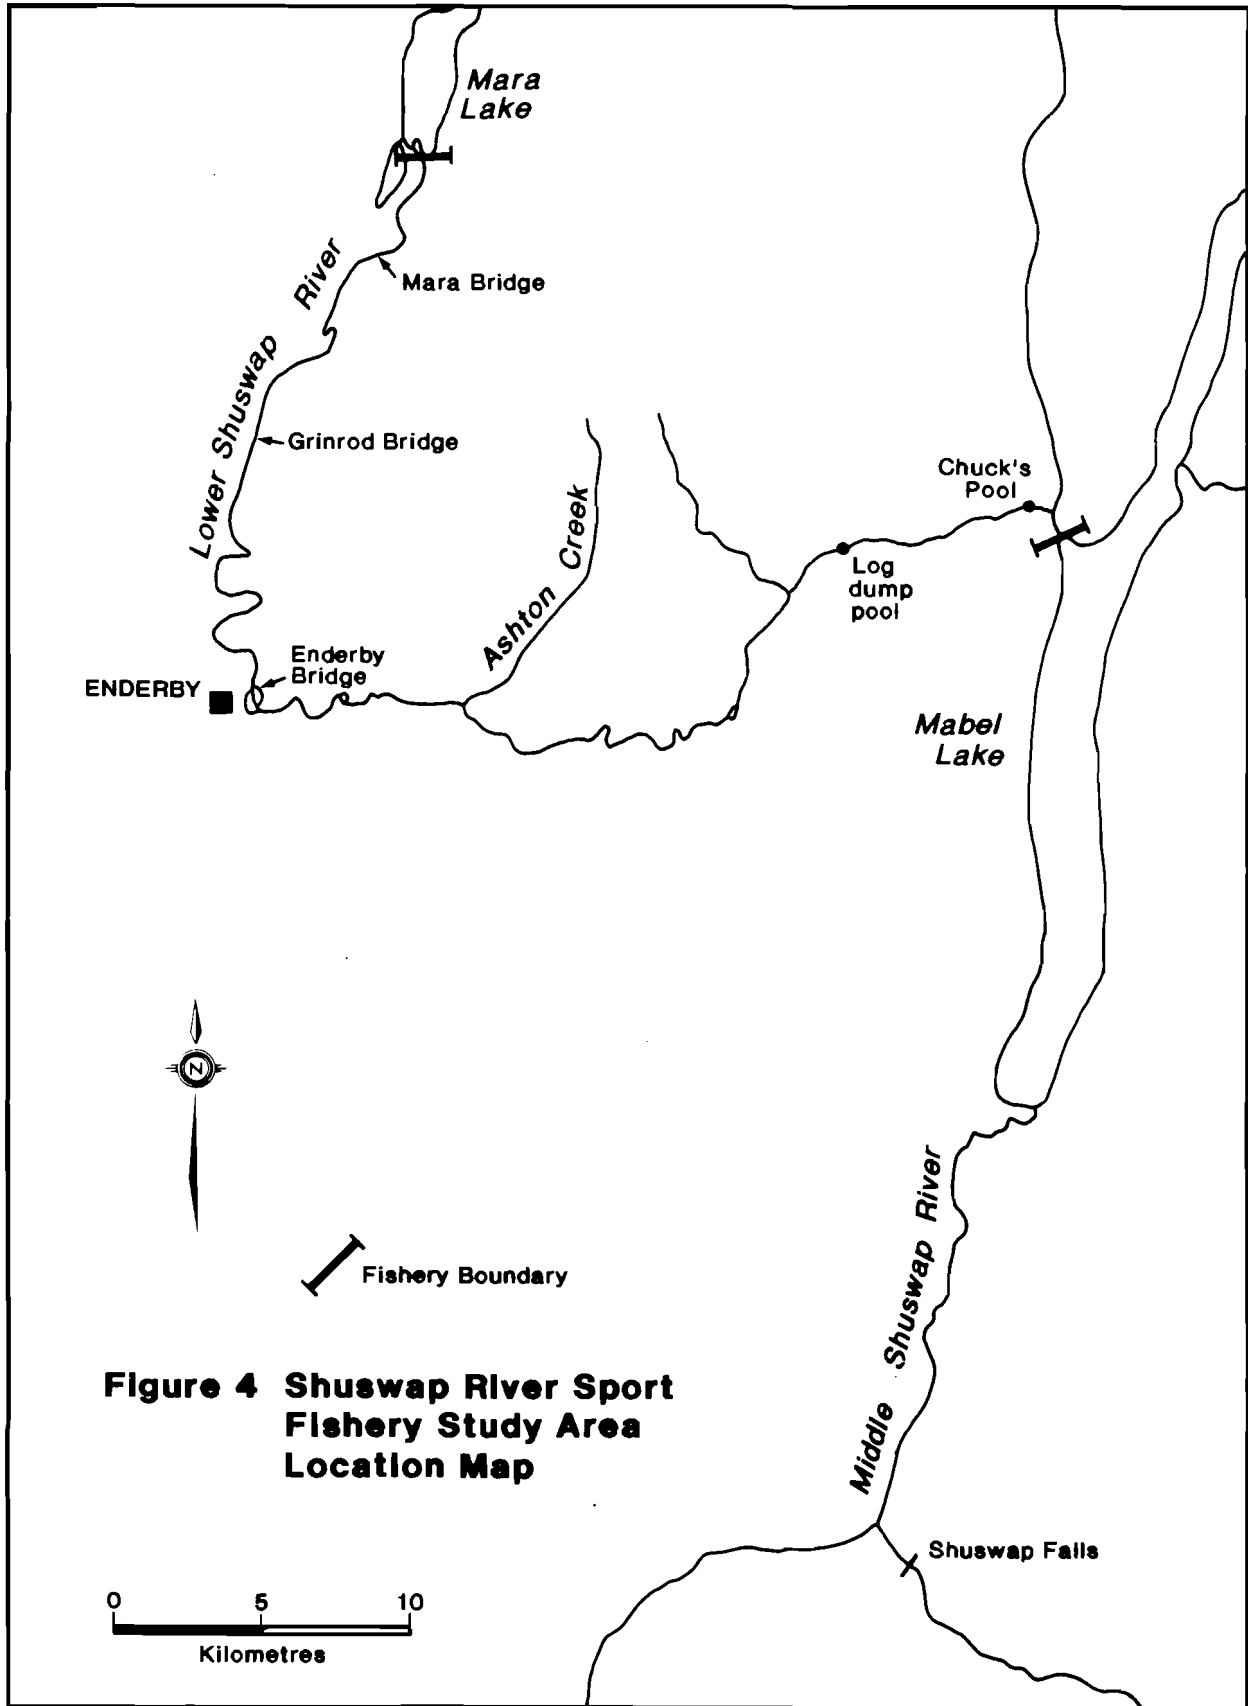 Mara
Lake
Mara Bridge
Lower Shuswap River
Grinrod Bridge
Chuck's
Pool
Log
dump
pool
Ashton Creek
Enderby
Bridge
ENDERBY
Mabel
Lake
N
Middle Shuswap River
Fishery Boundary
Figure 4 Shuswap River Sport
Fishery Study Area
Location Map
Shuswap Falls
0 5 10
Kilometres